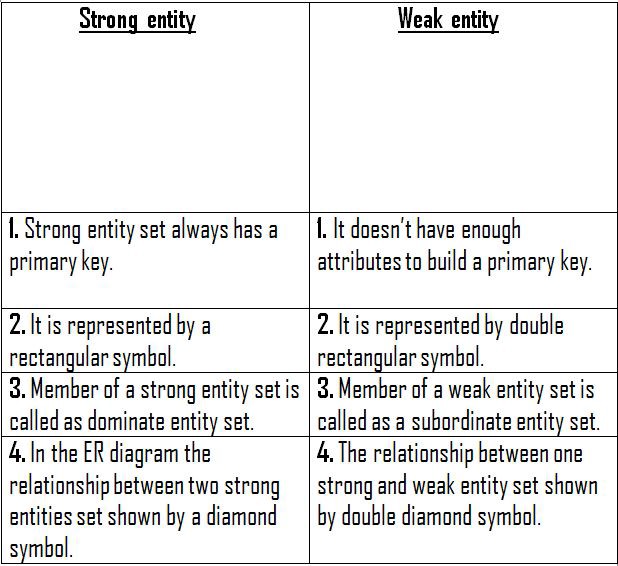 Strong entity
Weak entity
1. Strong entity set always has a
primary key.
1. It doesn't have enough
attributes to build a primary key.
2. It is represented by a
rectangular symbol.
2. It is represented by double
rectangular symbol.
3. Member of a strong entity set is
called as dominate entity set.
3. Member of a weak entity set is
called as a subordinate entity set.
4. In the ER diagram the
relationship between two strong
entities set shown by a diamond
symbol.
4. The relationship between one
strong and weak entity set shown
by double diamond symbol.